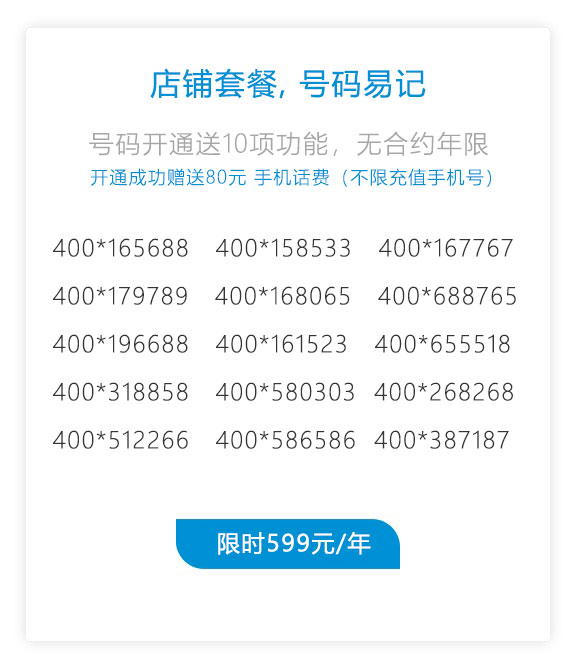 店铺套餐, 号码易记
号码开通送10项功能，无合约年限
开通成功赠送80元 手机话费（不限充值手机号）
400*165688 400*158533 400*167767
400*179789 400*168065 400*688765
400*196688 400*161523 400*655518
400*318858 400*580303 400*268268
400*512266 400*586586 400*387187
限时599元/年